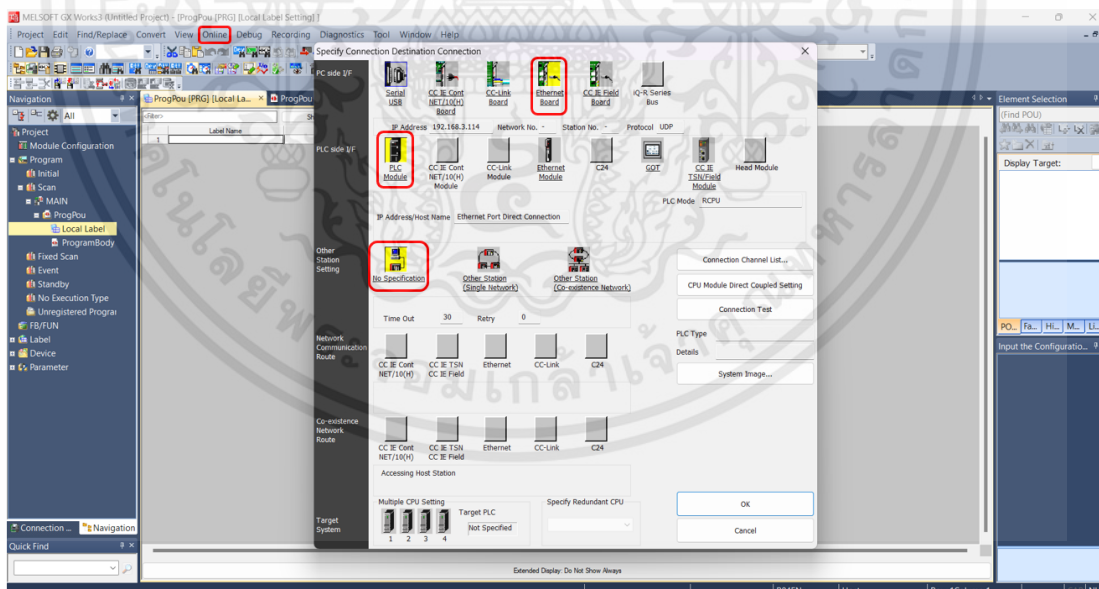 MELSOFT GX Works3 (Untitled Project) - [ProgPou [PRG] [Local Label Setting] ]
Project Edit Find/Replace Convert View Online Debug Recording Diagnostics Tool Window Help
Specify Connection Destination Connection
Navigation
All
Project
Module Configuration
Program
Initial
Scan
MAIN
ProgPou
Local Label
ProgramBody
Fixed Scan
Event
Standby
No Execution Type
Unregistered Program
FB/FUN
Label
Device
Parameter
Connection ...
Navigation
Quick Find
ProgPou [PRG] [Local La...
ProgPou
<Filter>
Label Name
1
PC side I/F
Serial USB
CC IE Cont NET/10(H) Board
CC-Link Board
Ethernet Board
CC IE Field Board
iQ-R Series Bus
IP Address 192.168.3.114 Network No. - Station No. - Protocol UDP
PLC side I/F
PLC Module
CC IE Cont NET/10(H) Module
CC-Link Module
Ethernet Module
C24
GOT
CC IE TSN/Field Module
Head Module
PLC Mode RCPU
IP Address/Host Name Ethernet Port Direct Connection
Other Station Setting
No Specification
Other Station (Single Network)
Other Station (Co-existence Network)
Time Out 30 Retry 0
Connection Channel List...
CPU Module Direct Coupled Setting
Connection Test
PLC Type
Details
System Image...
Network Communication Route
CC IE Cont NET/10(H)
CC IE TSN CC IE Field
Ethernet
CC-Link
C24
Co-existence Network Route
CC IE Cont NET/10(H)
CC IE TSN CC IE Field
Ethernet
CC-Link
C24
Accessing Host Station
Target System
Multiple CPU Setting
1 2 3 4
Target PLC
Not Specified
Specify Redundant CPU
OK
Cancel
Extended Display: Do Not Show Always
Element Selection
(Find POU)
Display Target:
PO... Fa... Hi... M... Li...
Input the Configuratio...